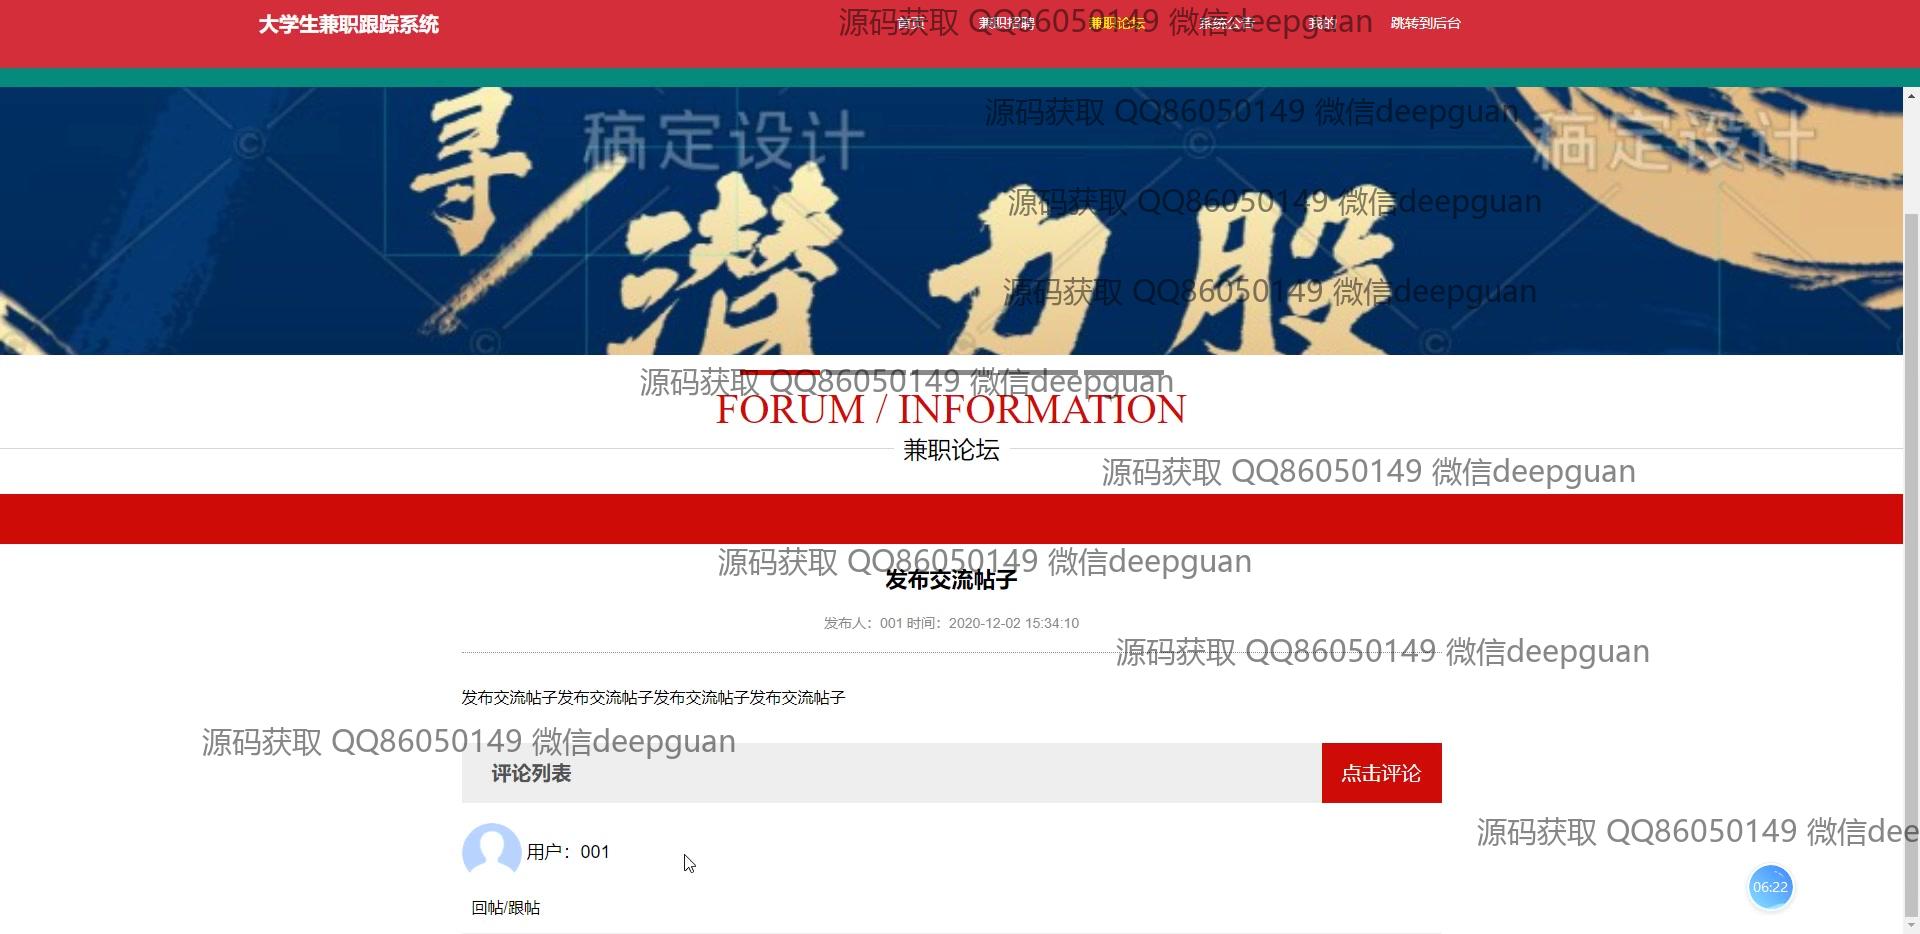 大学生兼职跟踪系统
首页 兼职招聘 兼职论坛 系统公告 我的 跳转到后台
源码获取 QQ86050149 微信deepguan
源码获取 QQ86050149 微信deepguan
稿定设计 稿定设计
寻潜力股
源码获取 QQ86050149 微信deepguan
源码获取 QQ86050149 微信deepguan
源码获取 QQ86050149 微信deepguan
FORUM / INFORMATION
兼职论坛
源码获取 QQ86050149 微信deepguan
源码获取 QQ86050149 微信deepguan
发布交流帖子
发布人：001 时间：2020-12-02 15:34:10
源码获取 QQ86050149 微信deepguan
发布交流帖子发布交流帖子发布交流帖子发布交流帖子
源码获取 QQ86050149 微信deepguan
评论列表 点击评论
源码获取 QQ86050149 微信dee
用户：001
06:22
回帖/跟帖